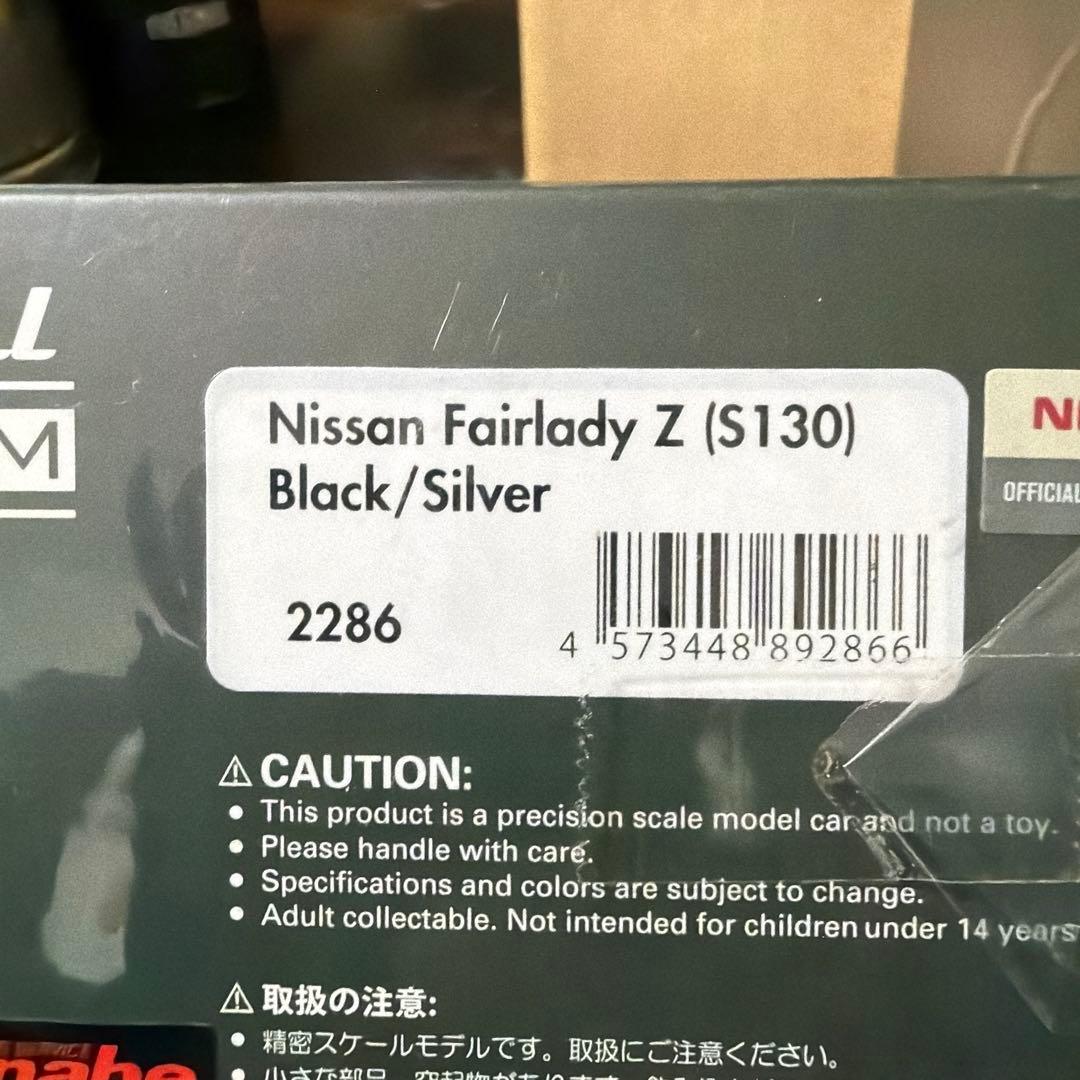 M
Nissan Fairlady Z (S130)
Black/Silver
2286
4 573448 892866
OFFICIAL
⚠ CAUTION:
• This product is a precision scale model car and not a toy.
• Please handle with care.
• Specifications and colors are subject to change.
• Adult collectable. Not intended for children under 14 years
⚠ 取扱の注意:
• 精密スケールモデルです。取扱にご注意ください。